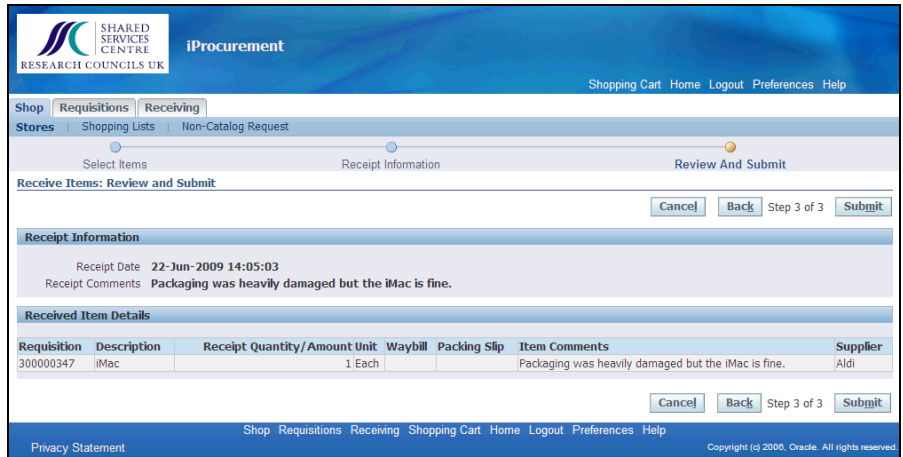 SHARED
SERVICES
CENTRE
RESEARCH COUNCILS UK
iProcurement
Shopping Cart Home Logout Preferences Help
Shop Requisitions Receiving
Stores | Shopping Lists | Non-Catalog Request
Select Items Receipt Information Review And Submit
Receive Items: Review and Submit
Cancel Back Step 3 of 3 Submit
Receipt Information
Receipt Date 22-Jun-2009 14:05:03
Receipt Comments Packaging was heavily damaged but the iMac is fine.
Received Item Details
Requisition Description Receipt Quantity/Amount Unit Waybill Packing Slip Item Comments Supplier
300000347 iMac 1 Each Packaging was heavily damaged but the iMac is fine. Aldi
Cancel Back Step 3 of 3 Submit
Shop Requisitions Receiving Shopping Cart Home Logout Preferences Help
Privacy Statement Copyright (c) 2006, Oracle. All rights reserved.